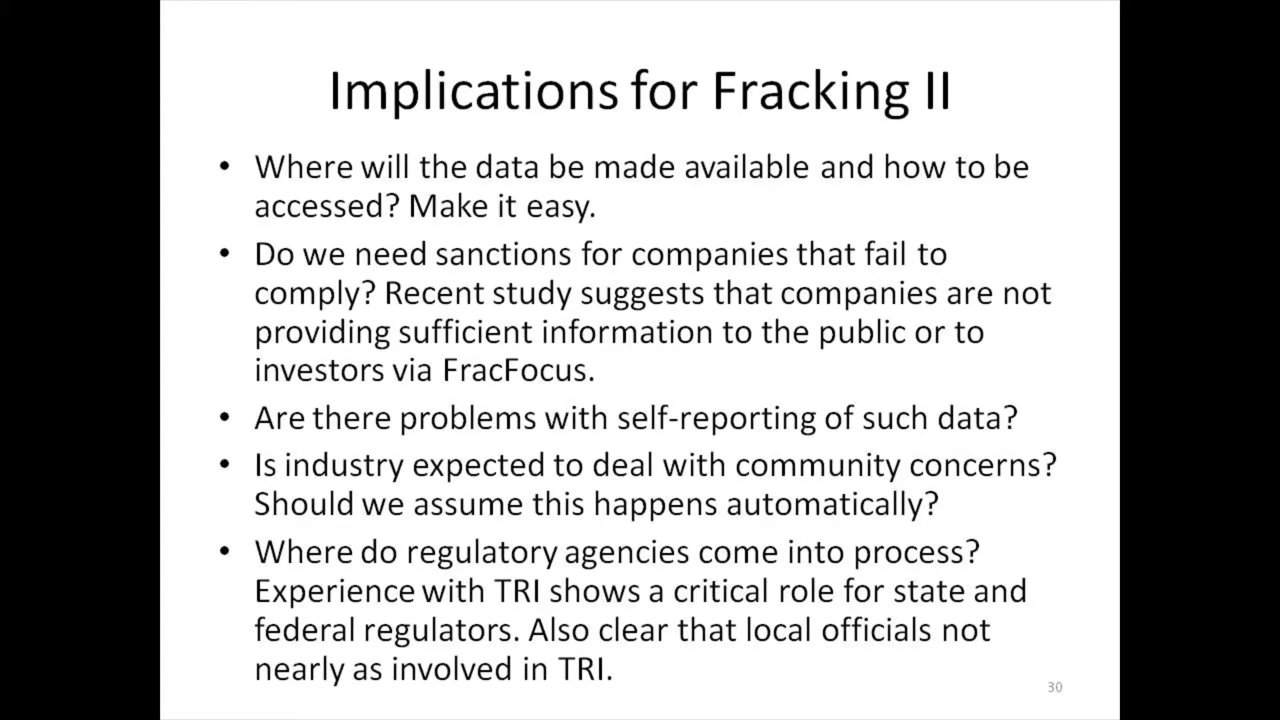 Implications for Fracking II
• Where will the data be made available and how to be
accessed? Make it easy.
• Do we need sanctions for companies that fail to
comply? Recent study suggests that companies are not
providing sufficient information to the public or to
investors via FracFocus.
• Are there problems with self-reporting of such data?
• Is industry expected to deal with community concerns?
Should we assume this happens automatically?
• Where do regulatory agencies come into process?
Experience with TRI shows a critical role for state and
federal regulators. Also clear that local officials not
nearly as involved in TRI.
30